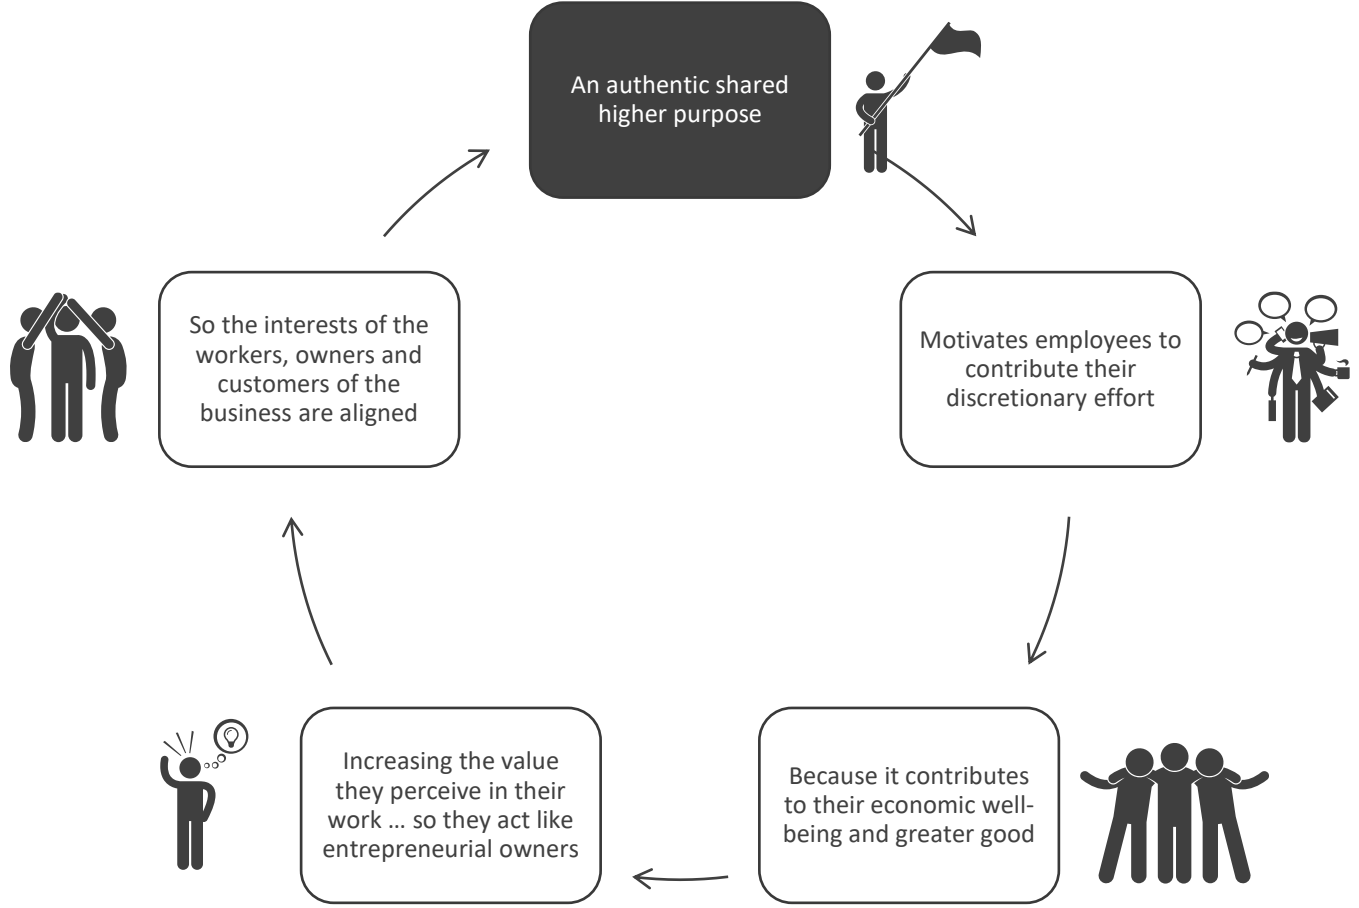 An authentic shared
higher purpose
Motivates employees to
contribute their
discretionary effort
Because it contributes
to their economic well-
being and greater good
Increasing the value
they perceive in their
work … so they act like
entrepreneurial owners
So the interests of the
workers, owners and
customers of the
business are aligned